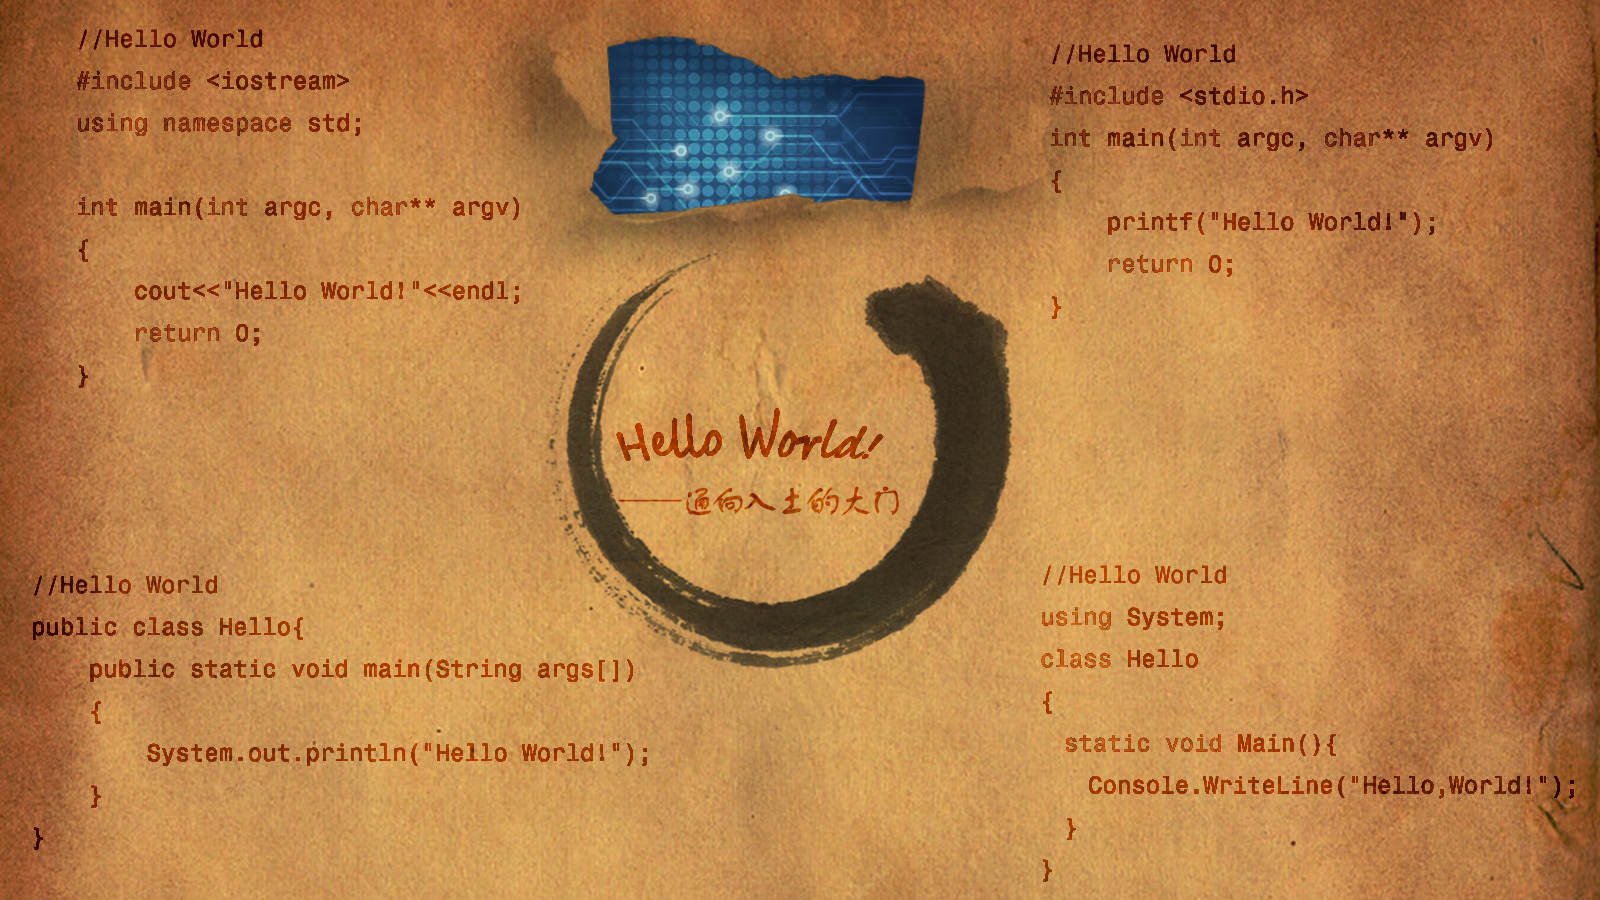 //Hello World
#include <iostream>
using namespace std;
int main(int argc, char** argv)
{
    cout<<"Hello World!"<<endl;
    return 0;
}
//Hello World
#include <stdio.h>
int main(int argc, char** argv)
{
    printf("Hello World!");
    return 0;
}
Hello World!
——通向入土的大门
//Hello World
public class Hello{
    public static void main(String args[])
    {
        System.out.println("Hello World!");
    }
}
//Hello World
using System;
class Hello
{
  static void Main(){
    Console.WriteLine("Hello,World!");
  }
}